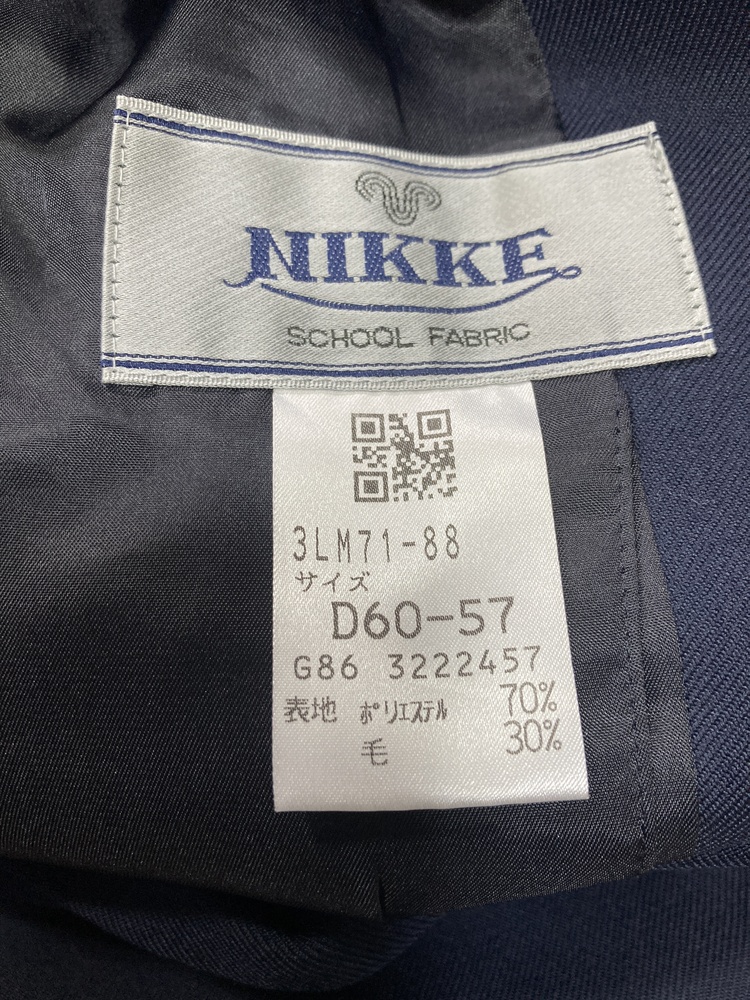 NIKKE
SCHOOL FABRIC
3LM71-88
サイズ
D60-57
G86 3222457
表地 ポリエステル 70%
毛 30%